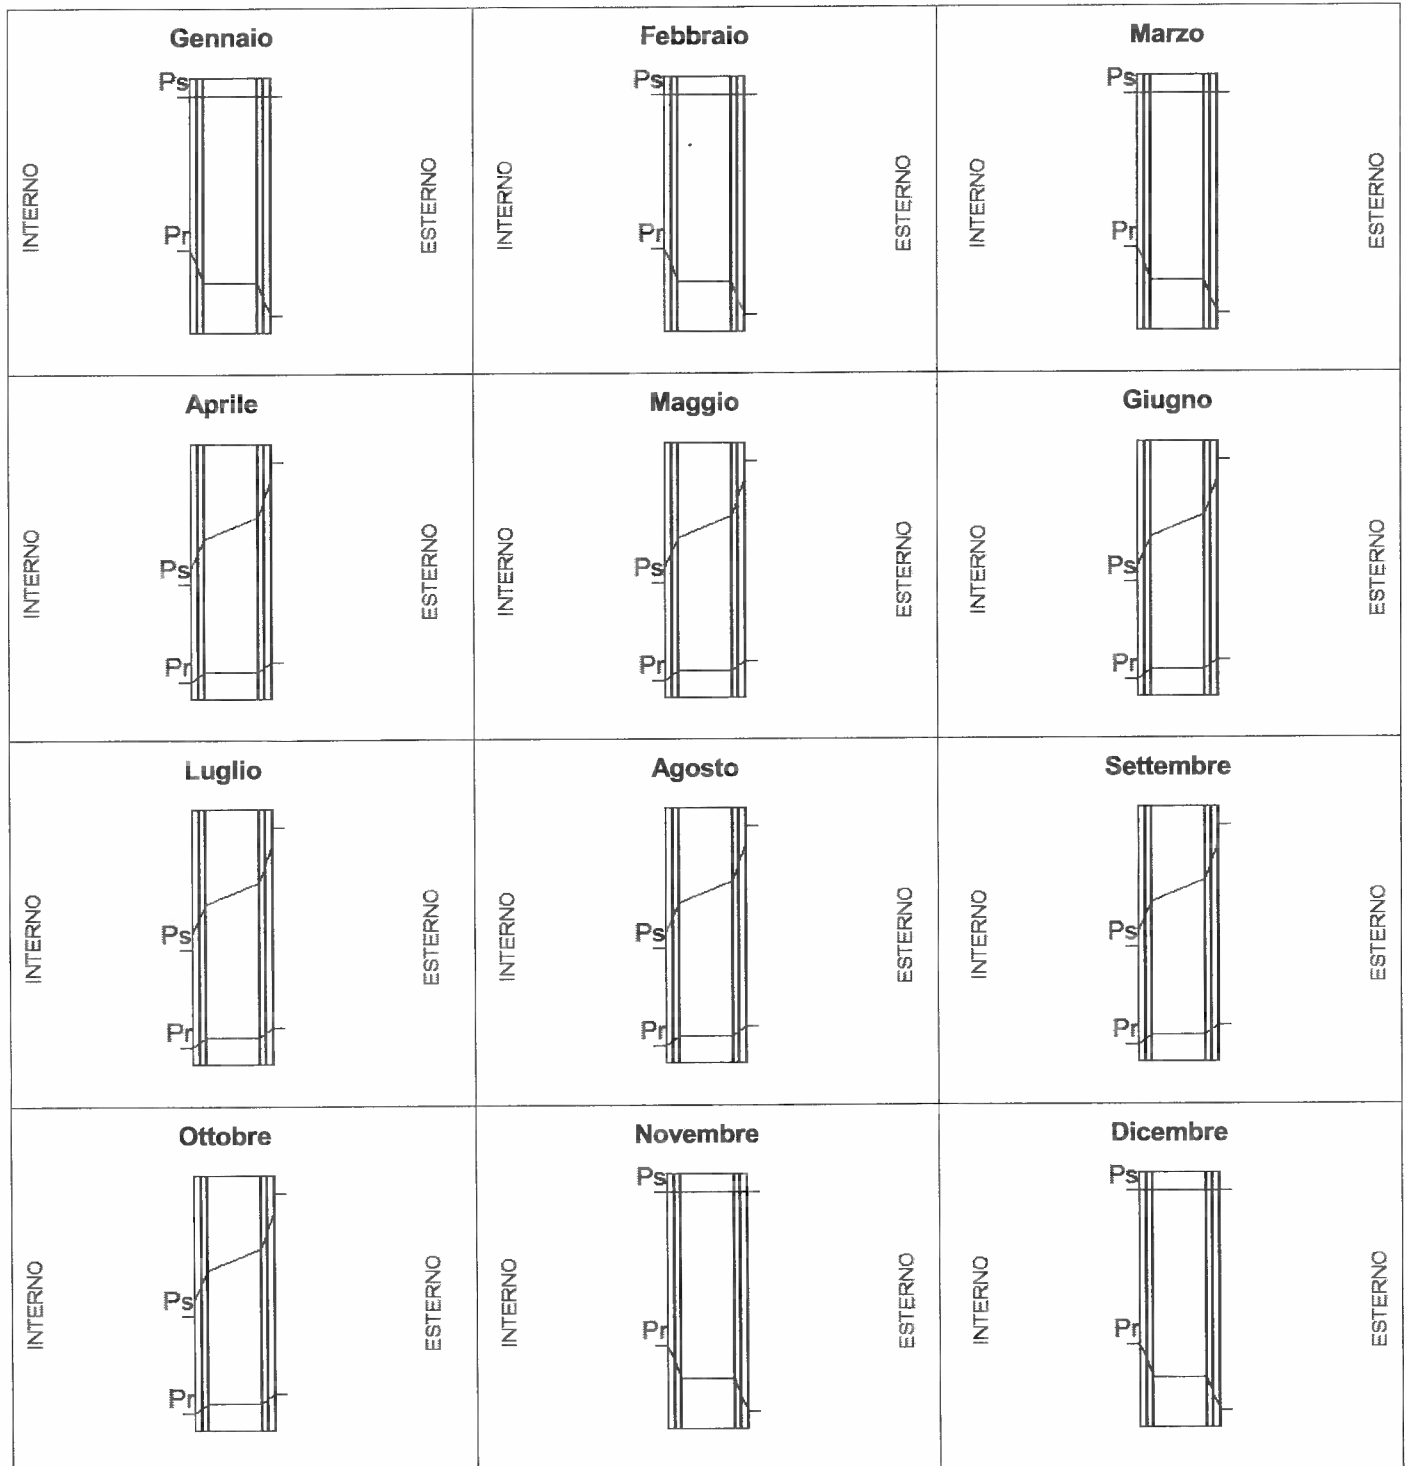 Gennaio
Ps
Pr
INTERNO
ESTERNO
Febbraio
Ps
Pr
INTERNO
ESTERNO
Marzo
Ps
Pr
INTERNO
ESTERNO
Aprile
Ps
Pr
INTERNO
ESTERNO
Maggio
Ps
Pr
INTERNO
ESTERNO
Giugno
Ps
Pr
INTERNO
ESTERNO
Luglio
Ps
Pr
INTERNO
ESTERNO
Agosto
Ps
Pr
INTERNO
ESTERNO
Settembre
Ps
Pr
INTERNO
ESTERNO
Ottobre
Ps
Pr
INTERNO
ESTERNO
Novembre
Ps
Pr
INTERNO
ESTERNO
Dicembre
Ps
Pr
INTERNO
ESTERNO